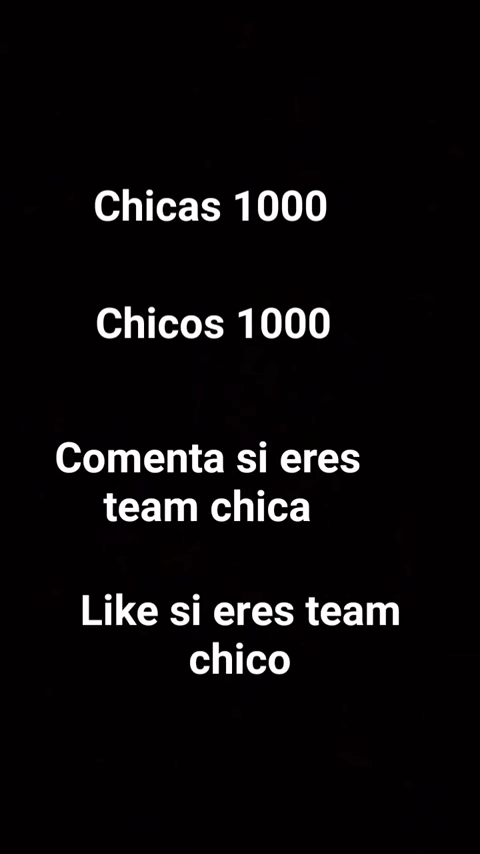 Chicas 1000
Chicos 1000
Comenta si eres
team chica
Like si eres team
chico